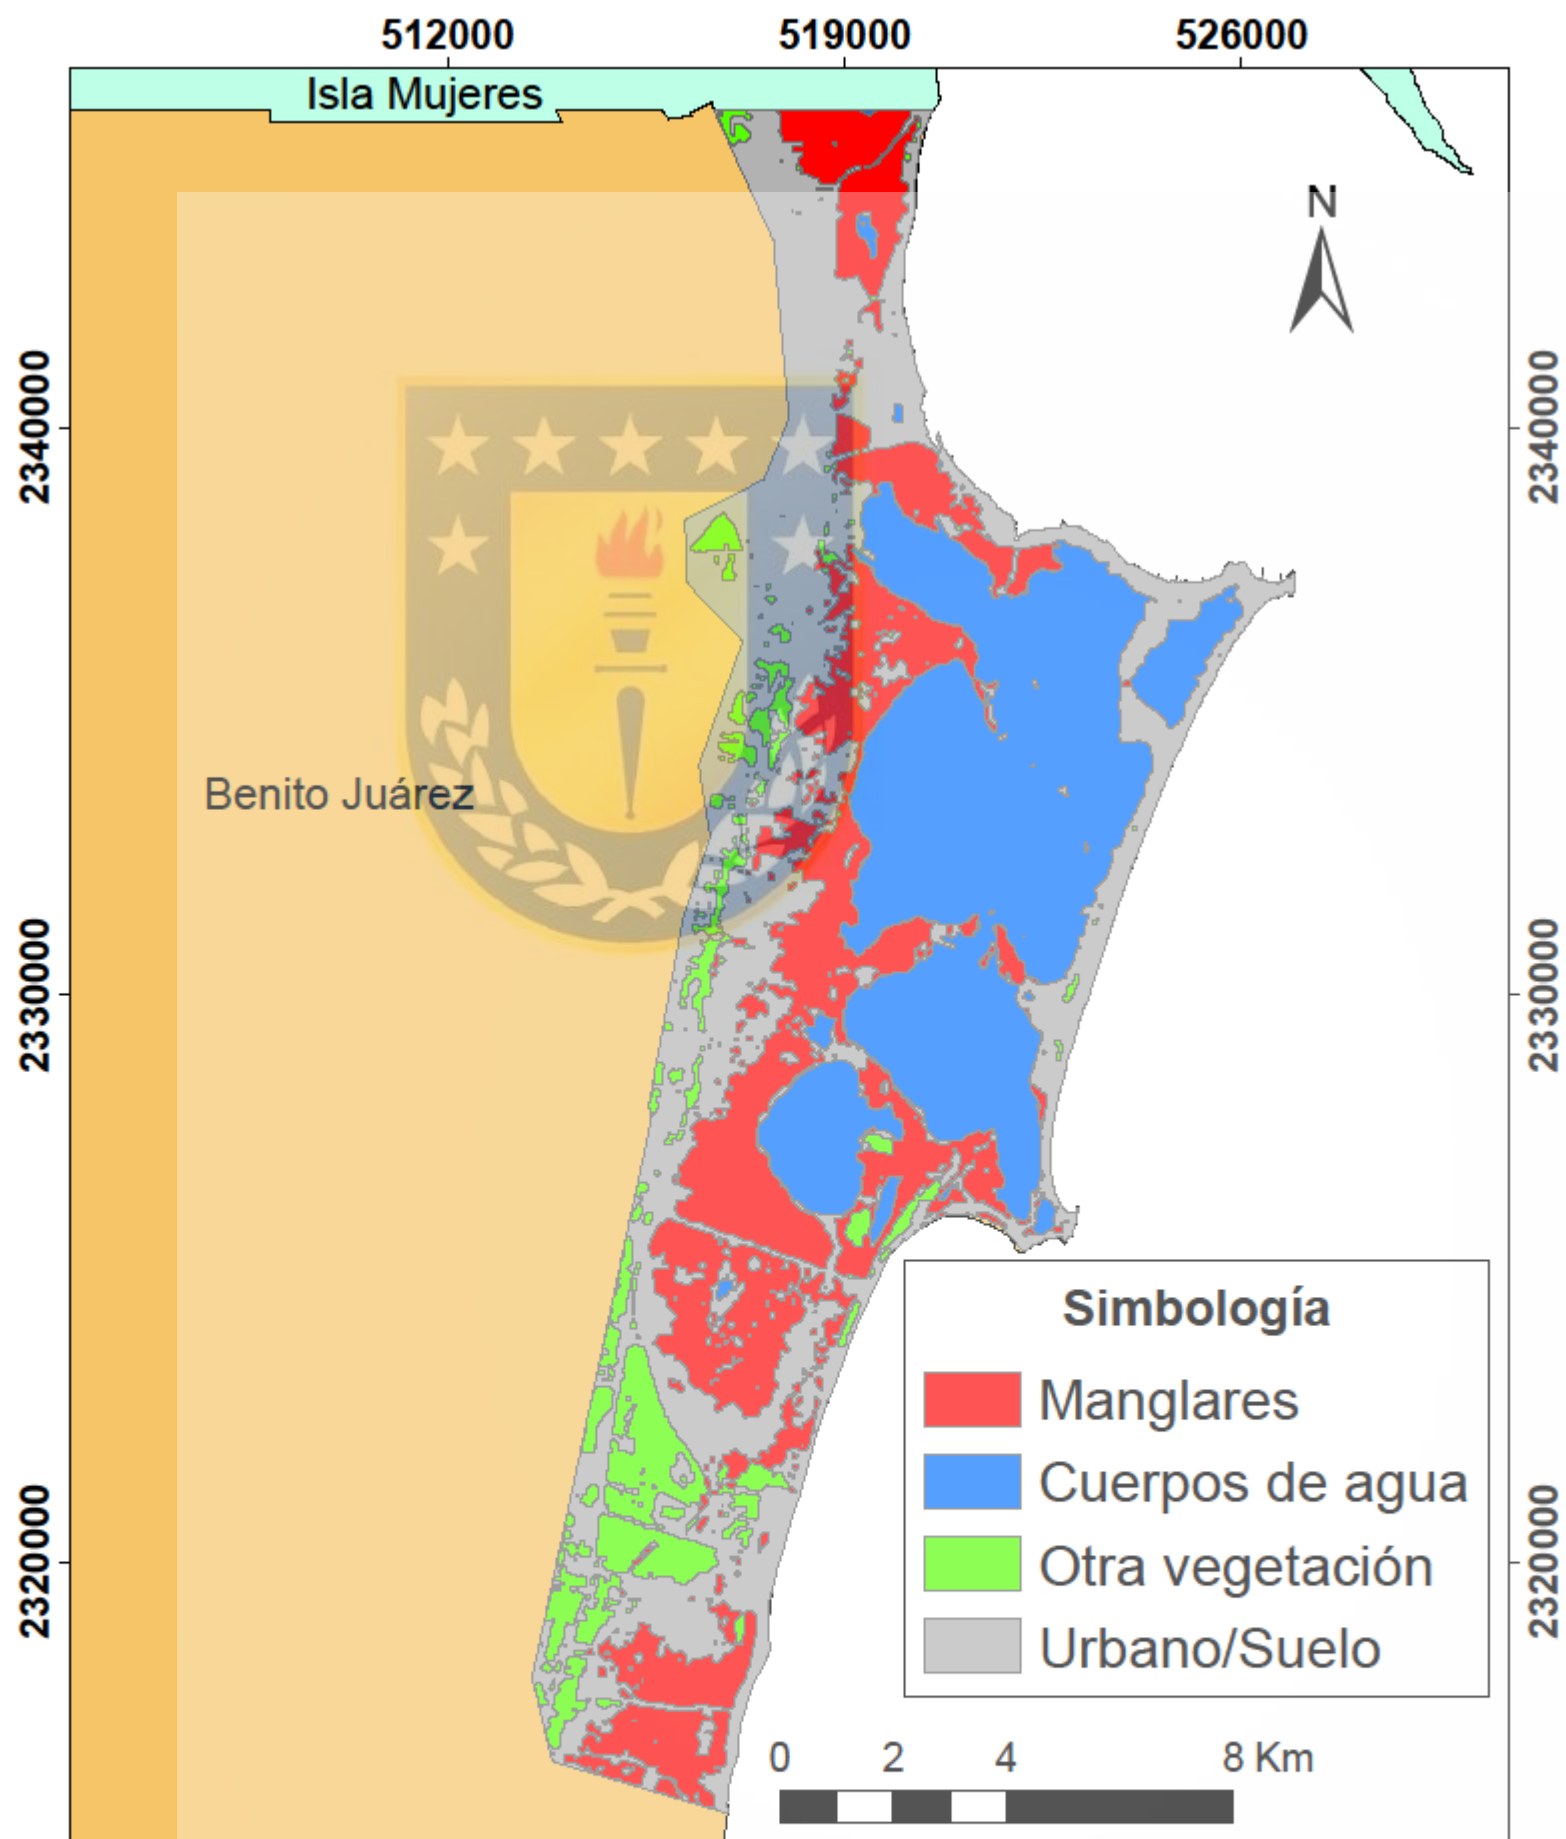 512000 519000 526000
Isla Mujeres
N
2340000 2340000
Benito Juárez
2330000 2330000
Simbología
Manglares
Cuerpos de agua
Otra vegetación
Urbano/Suelo
2320000 2320000
0 2 4 8 Km